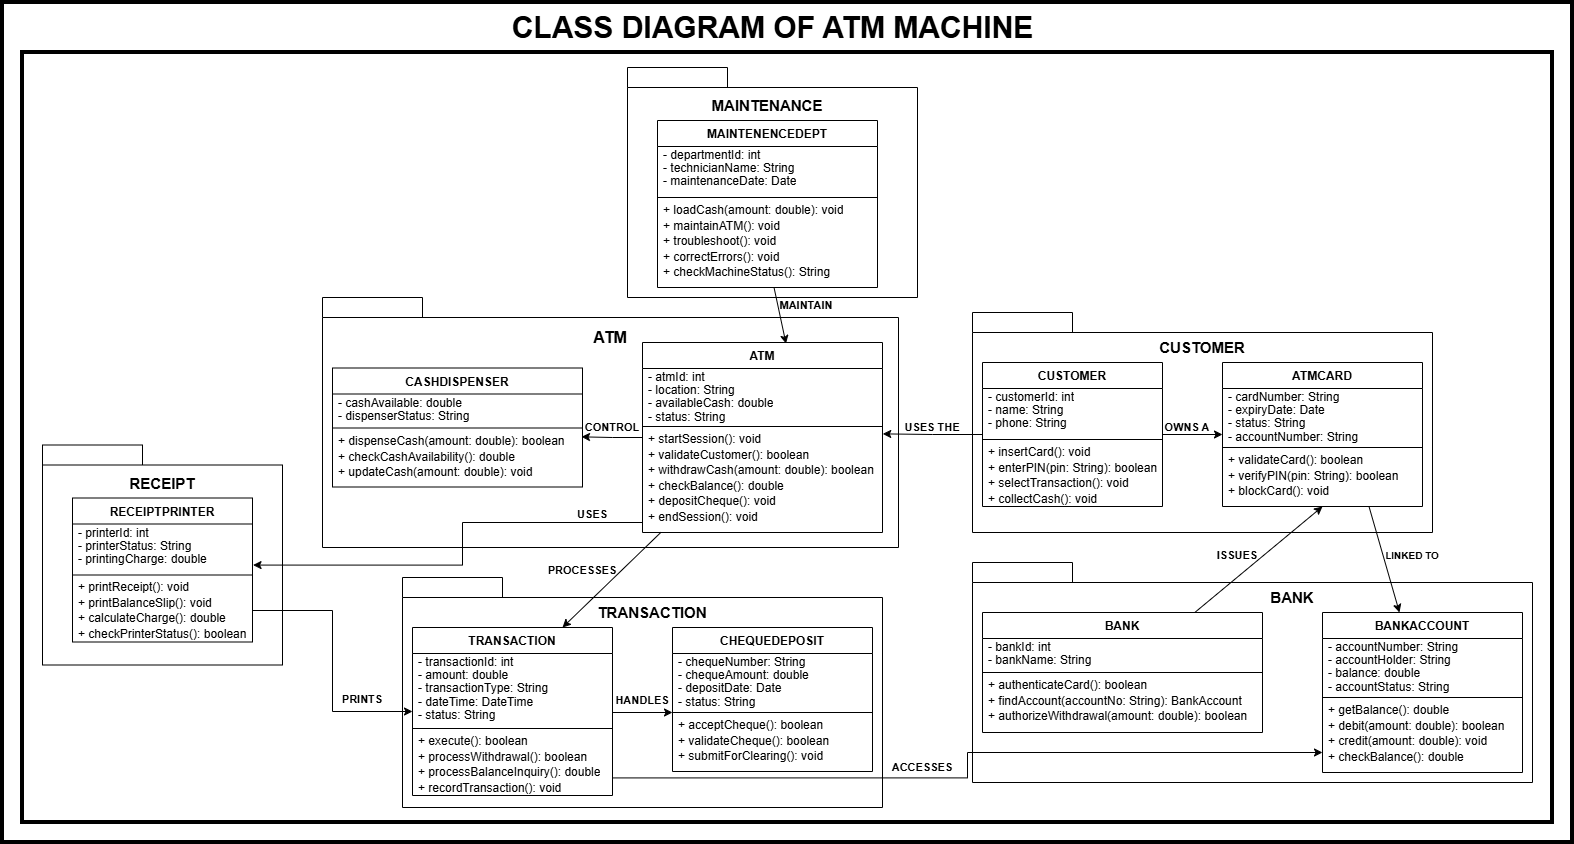 CLASS DIAGRAM OF ATM MACHINE
MAINTENANCE
MAINTENENCEDEPT
- departmentId: int
- technicianName: String
- maintenanceDate: Date
+ loadCash(amount: double): void
+ maintainATM(): void
+ troubleshoot(): void
+ correctErrors(): void
+ checkMachineStatus(): String
MAINTAIN
ATM
CASHDISPENSER
- cashAvailable: double
- dispenserStatus: String
+ dispenseCash(amount: double): boolean
+ checkCashAvailability(): double
+ updateCash(amount: double): void
CONTROL
ATM
- atmId: int
- location: String
- availableCash: double
- status: String
+ startSession(): void
+ validateCustomer(): boolean
+ withdrawCash(amount: double): boolean
+ checkBalance(): double
+ depositCheque(): void
+ endSession(): void
USES THE
CUSTOMER
CUSTOMER
- customerId: int
- name: String
- phone: String
+ insertCard(): void
+ enterPIN(pin: String): boolean
+ selectTransaction(): void
+ collectCash(): void
OWNS A
ATMCARD
- cardNumber: String
- expiryDate: Date
- status: String
- accountNumber: String
+ validateCard(): boolean
+ verifyPIN(pin: String): boolean
+ blockCard(): void
RECEIPT
RECEIPTPRINTER
- printerId: int
- printerStatus: String
- printingCharge: double
+ printReceipt(): void
+ printBalanceSlip(): void
+ calculateCharge(): double
+ checkPrinterStatus(): boolean
USES
PROCESSES
PRINTS
TRANSACTION
TRANSACTION
- transactionId: int
- amount: double
- transactionType: String
- dateTime: DateTime
- status: String
+ execute(): boolean
+ processWithdrawal(): boolean
+ processBalanceInquiry(): double
+ recordTransaction(): void
HANDLES
CHEQUEDEPOSIT
- chequeNumber: String
- chequeAmount: double
- depositDate: Date
- status: String
+ acceptCheque(): boolean
+ validateCheque(): boolean
+ submitForClearing(): void
ACCESSES
ISSUES
LINKED TO
BANK
BANK
- bankId: int
- bankName: String
+ authenticateCard(): boolean
+ findAccount(accountNo: String): BankAccount
+ authorizeWithdrawal(amount: double): boolean
BANKACCOUNT
- accountNumber: String
- accountHolder: String
- balance: double
- accountStatus: String
+ getBalance(): double
+ debit(amount: double): boolean
+ credit(amount: double): void
+ checkBalance(): double